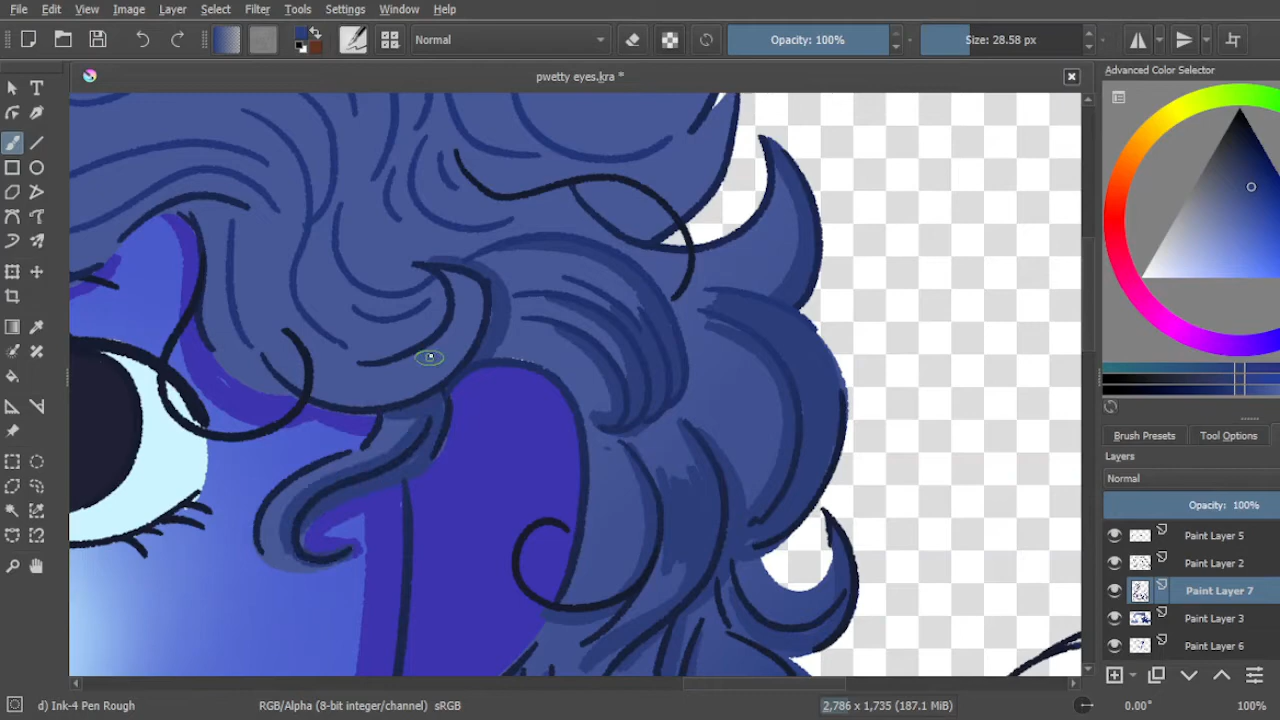 File Edit View Image Layer Select Filter Tools Settings Window Help
Normal Opacity: 100% Size: 28.58 px
pwetty eyes.kra *
Advanced Color Selector
Brush Presets Tool Options
Layers
Normal
Opacity: 100%
Paint Layer 5
Paint Layer 2
Paint Layer 7
Paint Layer 3
Paint Layer 6
d) Ink-4 Pen Rough RGB/Alpha (8-bit integer/channel) sRGB 2,786 x 1,735 (187.1 MiB) 0.00° 100%